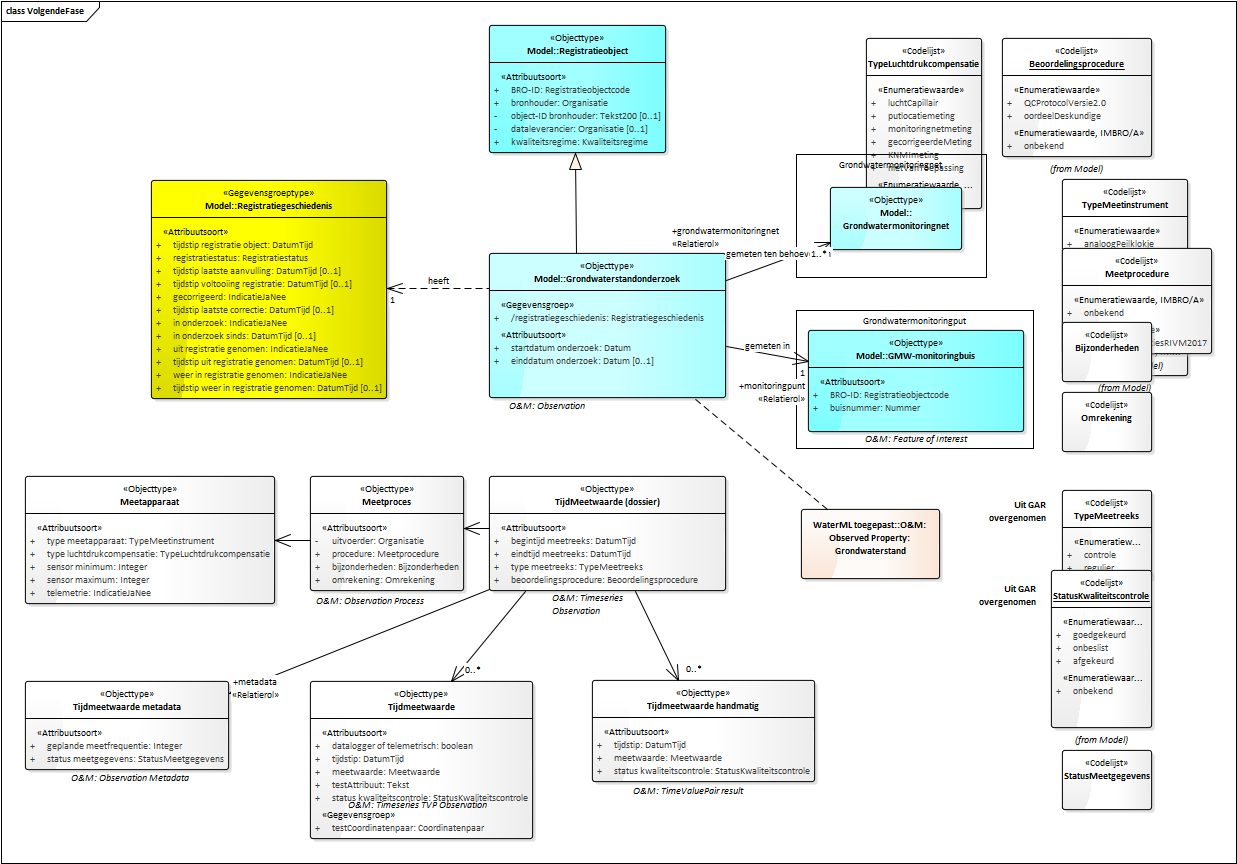 class VolgendeFase
«Objecttype»
Model::Registratieobject
«Attribuutsoort»
+ BRO-ID: Registratieobjectcode
+ bronhouder: Organisatie
- object-ID bronhouder: Tekst200 [0..1]
- dataleverancier: Organisatie [0..1]
+ kwaliteitsregime: Kwaliteitsregime
«Codelijst»
TypeLuchtdrukcompensatie
«Enumeratiewaarde»
+ luchtCapillair
+ putlocatiemeting
+ monitoringnetmeting
+ gecorrigeerdeMeting
+ KNMImeting
+ nietVanToepassing
«Enumeratiewaarde, ...
«Codelijst»
Beoordelingsprocedure
«Enumeratiewaarde»
+ QCProtocolVersie2.0
+ oordeelDeskundige
«Enumeratiewaarde, IMBRO/A»
+ onbekend
(from Model)
«Gegevensgroeptype»
Model::Registratiegeschiedenis
«Attribuutsoort»
+ tijdstip registratie object: DatumTijd
+ registratiestatus: Registratiestatus
+ tijdstip laatste aanvulling: DatumTijd [0..1]
+ tijdstip voltooiing registratie: DatumTijd [0..1]
+ gecorrigeerd: IndicatieJaNee
+ tijdstip laatste correctie: DatumTijd [0..1]
+ in onderzoek: IndicatieJaNee
+ in onderzoek sinds: DatumTijd [0..1]
+ uit registratie genomen: IndicatieJaNee
+ tijdstip uit registratie genomen: DatumTijd [0..1]
+ weer in registratie genomen: IndicatieJaNee
+ tijdstip weer in registratie genomen: DatumTijd [0..1]
heeft
1
«Objecttype»
Model::Grondwaterstandonderzoek
«Gegevensgroep»
+ /registratiegeschiedenis: Registratiegeschiedenis
«Attribuutsoort»
+ startdatum onderzoek: Datum
+ einddatum onderzoek: Datum [0..1]
O&M: Observation
+grondwatermonitoringnet
«Relatierol»
gemeten ten behoeve
1..*
Grondwatermonitoringnet
«Objecttype»
Model::
Grondwatermonitoringnet
gemeten in
1
+monitoringpunt
«Relatierol»
Grondwatermonitoringput
«Objecttype»
Model::GMW-monitoringbuis
«Attribuutsoort»
+ BRO-ID: Registratieobjectcode
+ buisnummer: Nummer
O&M: Feature of Interest
«Codelijst»
TypeMeetinstrument
«Enumeratiewaarde»
+ analoogPeilklokje
«Codelijst»
Meetprocedure
«Enumeratiewaarde, IMBRO/A»
+ onbekend
esRIVM2017
«Codelijst»
Bijzonderheden
(from Model)
«Codelijst»
Omrekening
«Objecttype»
Meetapparaat
«Attribuutsoort»
+ type meetapparaat: TypeMeetinstrument
+ type luchtdrukcompensatie: TypeLuchtdrukcompensatie
+ sensor minimum: Integer
+ sensor maximum: Integer
+ telemetrie: IndicatieJaNee
«Objecttype»
Meetproces
«Attribuutsoort»
- uitvoerder: Organisatie
+ procedure: Meetprocedure
+ bijzonderheden: Bijzonderheden
+ omrekening: Omrekening
O&M: Observation Process
«Objecttype»
TijdMeetwaarde (dossier)
«Attribuutsoort»
+ begintijd meetreeks: DatumTijd
+ eindtijd meetreeks: DatumTijd
+ type meetreeks: TypeMeetreeks
+ beoordelingsprocedure: Beoordelingsprocedure
O&M: Timeseries
Observation
WaterML toegepast::O&M:
Observed Property:
Grondwaterstand
Uit GAR
overgenomen
«Codelijst»
TypeMeetreeks
«Enumeratiew...
+ controle
+ regulier
Uit GAR
overgenomen
«Codelijst»
StatusKwaliteitscontrole
«Enumeratiewaar...
+ goedgekeurd
+ onbeslist
+ afgekeurd
«Enumeratiewaar...
+ onbekend
(from Model)
«Codelijst»
StatusMeetgegevens
+metadata
«Relatierol»
0..*
0..*
«Objecttype»
Tijdmeetwaarde metadata
«Attribuutsoort»
+ geplande meetfrequentie: Integer
+ status meetgegevens: StatusMeetgegevens
O&M: Observation Metadata
«Objecttype»
Tijdmeetwaarde
«Attribuutsoort»
+ datalogger of telemetrisch: boolean
+ tijdstip: DatumTijd
+ meetwaarde: Meetwaarde
+ testAttribuut: Tekst
+ status kwaliteitscontrole: StatusKwaliteitscontrole
O&M: Timeseries TVP Observation
«Gegevensgroep»
+ testCoordinatenpaar: Coordinatenpaar
«Objecttype»
Tijdmeetwaarde handmatig
«Attribuutsoort»
+ tijdstip: DatumTijd
+ meetwaarde: Meetwaarde
+ status kwaliteitscontrole: StatusKwaliteitscontrole
O&M: TimeValuePair result